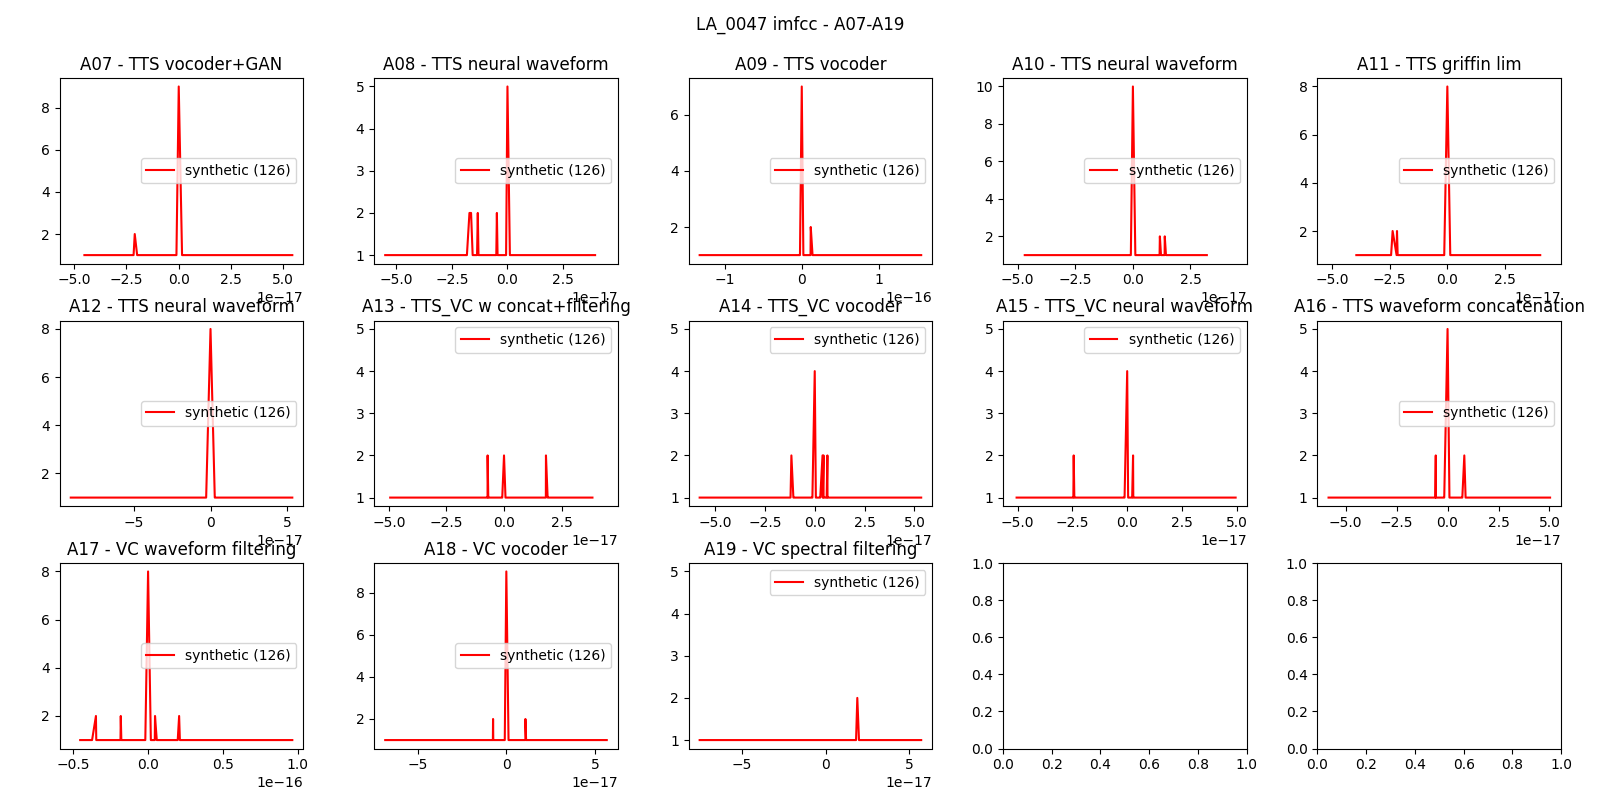 LA_0047 imfcc - A07-A19
A07 - TTS vocoder+GAN
A08 - TTS neural waveform
A09 - TTS vocoder
A10 - TTS neural waveform
A11 - TTS griffin lim
8
6
4
2
synthetic (126)
−5.0 −2.5 0.0 2.5 5.0
1e−17
5
4
3
2
1
synthetic (126)
−5.0 −2.5 0.0 2.5
1e−17
6
4
2
synthetic (126)
−1 0 1
1e−16
10
8
6
4
2
synthetic (126)
−5.0 −2.5 0.0 2.5
1e−17
8
6
4
2
synthetic (126)
−5.0 −2.5 0.0 2.5
1e−17
A12 - TTS neural waveform
A13 - TTS_VC w concat+filtering
A14 - TTS_VC vocoder
A15 - TTS_VC neural waveform
A16 - TTS waveform concatenation
8
6
4
2
synthetic (126)
−5 0 5
1e−17
5
4
3
2
1
synthetic (126)
−5.0 −2.5 0.0 2.5
1e−17
5
4
3
2
1
synthetic (126)
−5.0 −2.5 0.0 2.5 5.0
1e−17
5
4
3
2
1
synthetic (126)
−5.0 −2.5 0.0 2.5 5.0
1e−17
5
4
3
2
1
synthetic (126)
−5.0 −2.5 0.0 2.5 5.0
1e−17
A17 - VC waveform filtering
A18 - VC vocoder
A19 - VC spectral filtering
8
6
4
2
synthetic (126)
−0.5 0.0 0.5 1.0
1e−16
8
6
4
2
synthetic (126)
−5 0 5
1e−17
5
4
3
2
1
synthetic (126)
−5 0 5
1e−17
1.0
0.8
0.6
0.4
0.2
0.0
0.0 0.2 0.4 0.6 0.8 1.0
1.0
0.8
0.6
0.4
0.2
0.0
0.0 0.2 0.4 0.6 0.8 1.0